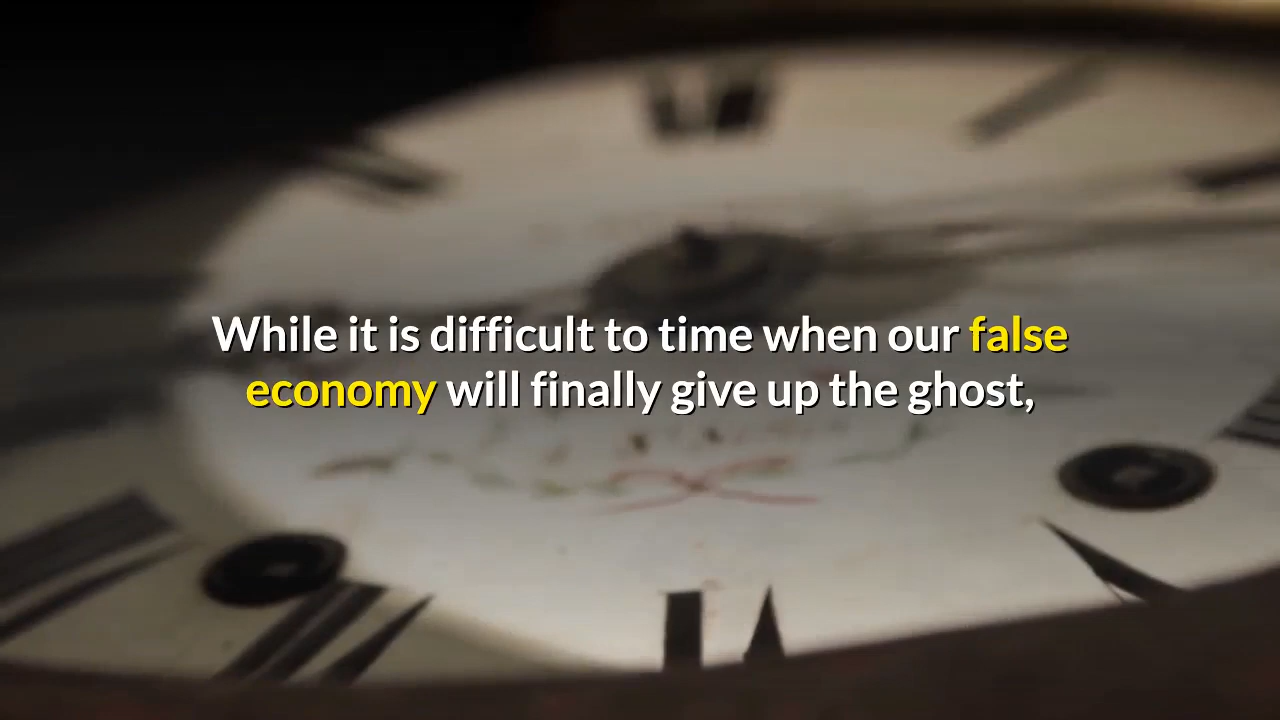 While it is difficult to time when our false
economy will finally give up the ghost,